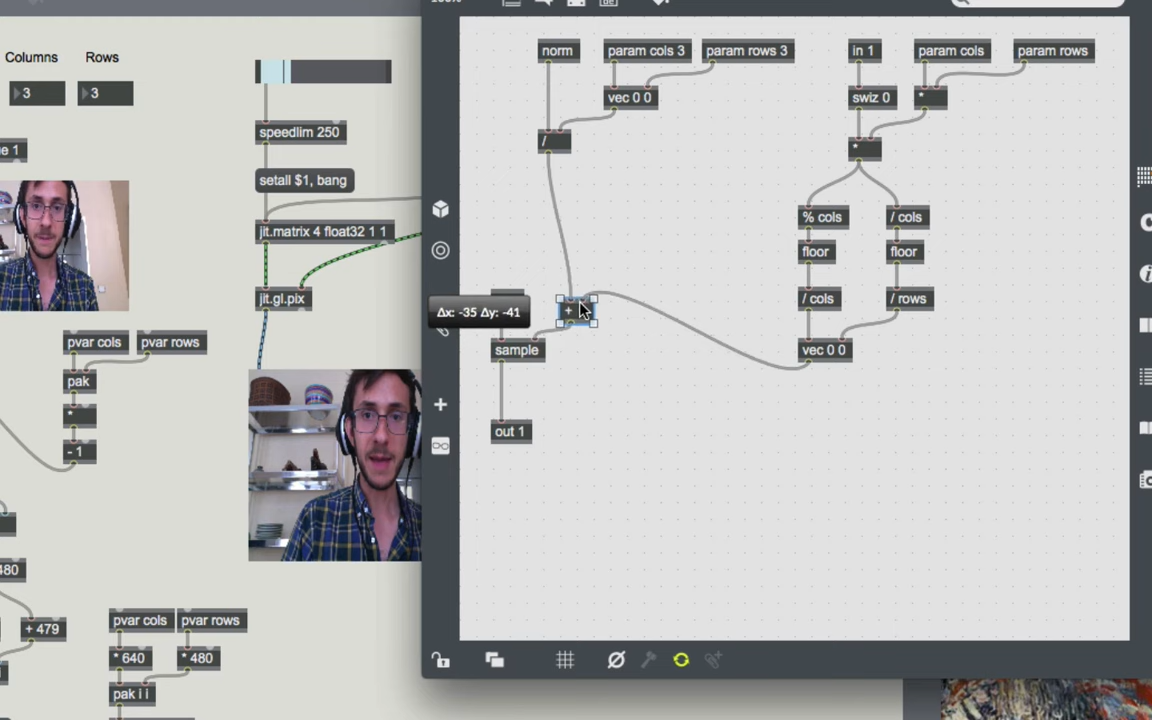 Columns Rows
3 3
e 1
speedlim 250
setall $1, bang
jit.matrix 4 float32 1 1
jit.gl.pix
pvar cols pvar rows
pak
*
- 1
480
+ 479
pvar cols pvar rows
* 640 * 480
pak i i
norm param cols 3 param rows 3
vec 0 0
/
in 1 param cols param rows
swiz 0 *
*
% cols / cols
floor floor
/ cols / rows
vec 0 0
Δx: -35 Δy: -41
+
sample
out 1